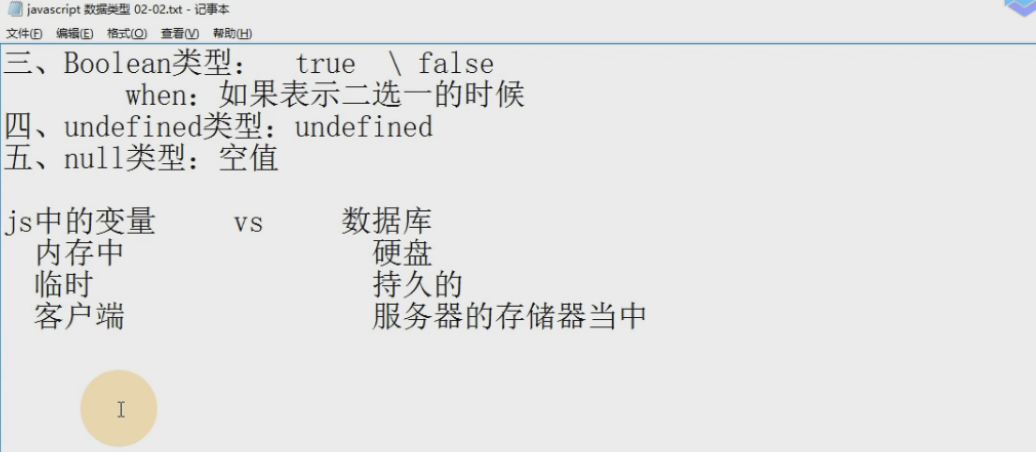 javascript 数据类型 02-02.txt - 记事本
文件(F) 编辑(E) 格式(O) 查看(V) 帮助(H)
三、Boolean类型： true \ false
when：如果表示二选一的时候
四、undefined类型：undefined
五、null类型：空值
js中的变量 vs 数据库
内存中 硬盘
临时 持久的
客户端 服务器的存储器当中